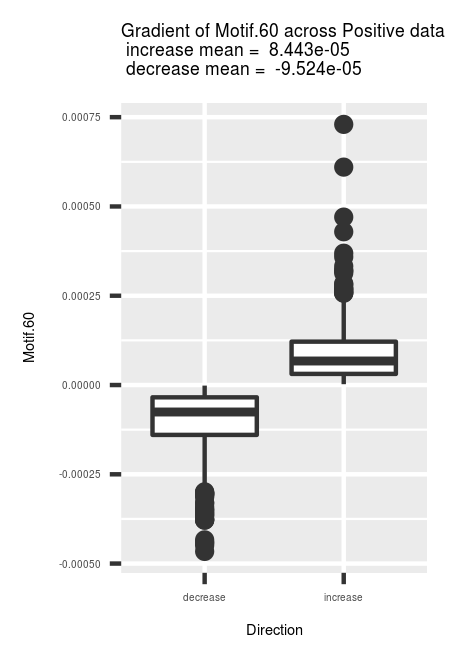 Gradient of Motif.60 across Positive data
increase mean =  8.443e-05
decrease mean =  -9.524e-05
0.00075
0.00050
0.00025
0.00000
-0.00025
-0.00050
Motif.60
decrease
increase
Direction